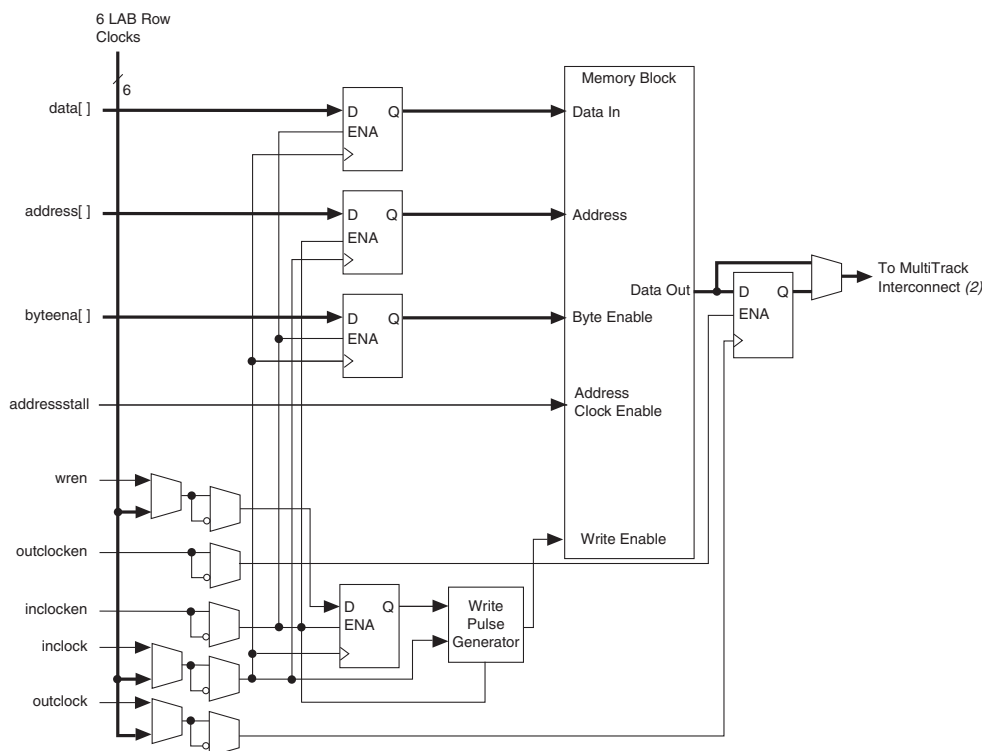 6 LAB Row
Clocks
6
data[ ]
D Q
ENA
Memory Block
Data In
address[ ]
D Q
ENA
Address
byteena[ ]
D Q
ENA
Byte Enable
Data Out
D Q
ENA
To MultiTrack
Interconnect (2)
addressstall
Address
Clock Enable
wren
outclocken
Write Enable
inclocken
D Q
ENA
Write
Pulse
Generator
inclock
outclock